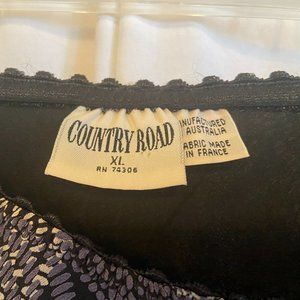 COUNTRY ROAD
XL
RN 74306
NUFACTURED
AUSTRALIA
ABRIC MADE
IN FRANCE